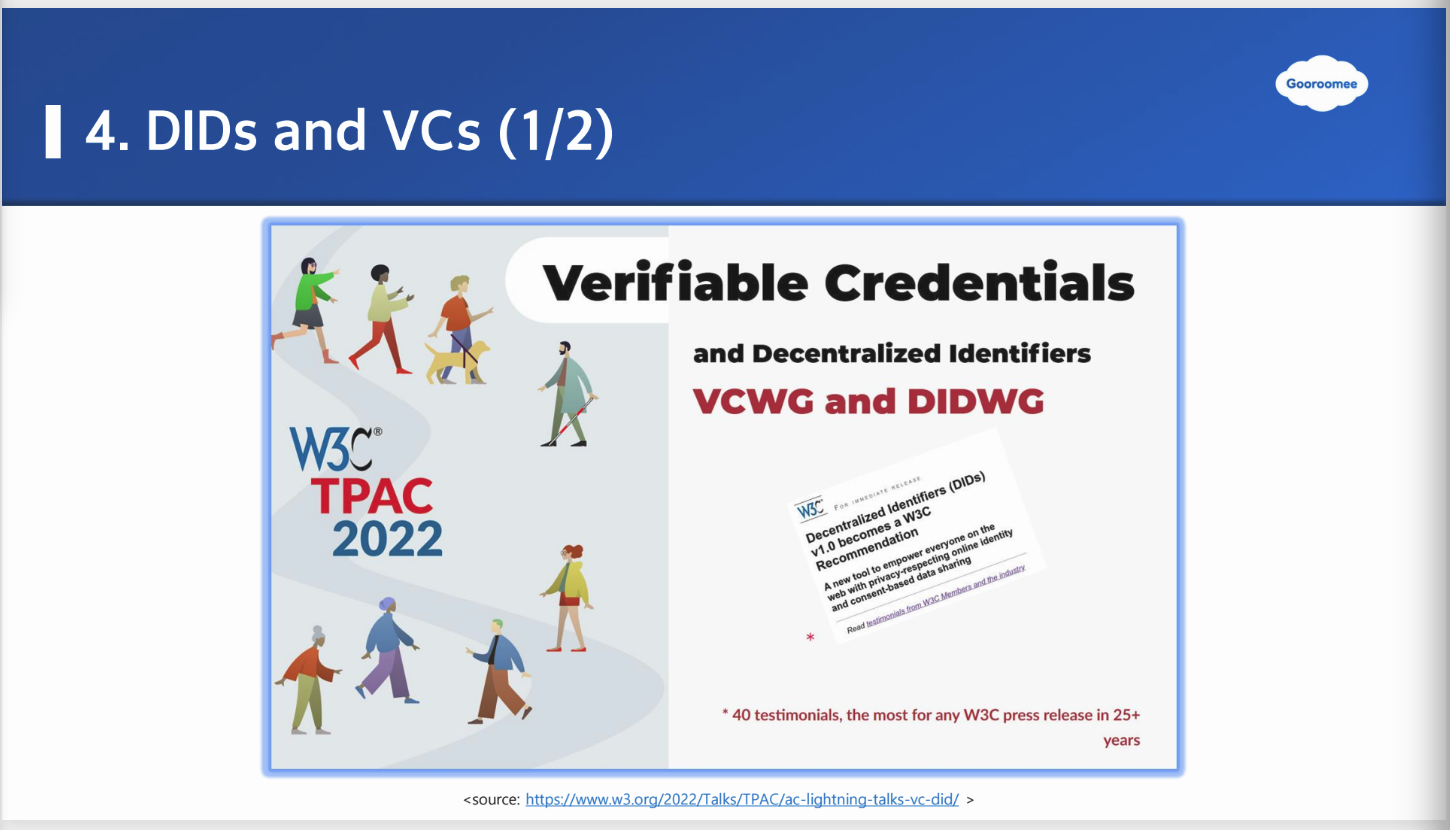 Gooroomee
4. DIDs and VCs (1/2)
Verifiable Credentials
and Decentralized Identifiers
VCWG and DIDWG
W3C®
TPAC
2022
W3C FOR IMMEDIATE RELEASE
Decentralized Identifiers (DIDs)
v1.0 becomes a W3C
Recommendation
A new tool to empower everyone on the
web with privacy-respecting online identity
and consent-based data sharing
Read testimonials from W3C Members and the industry
*
* 40 testimonials, the most for any W3C press release in 25+
years
<source: https://www.w3.org/2022/Talks/TPAC/ac-lightning-talks-vc-did/ >